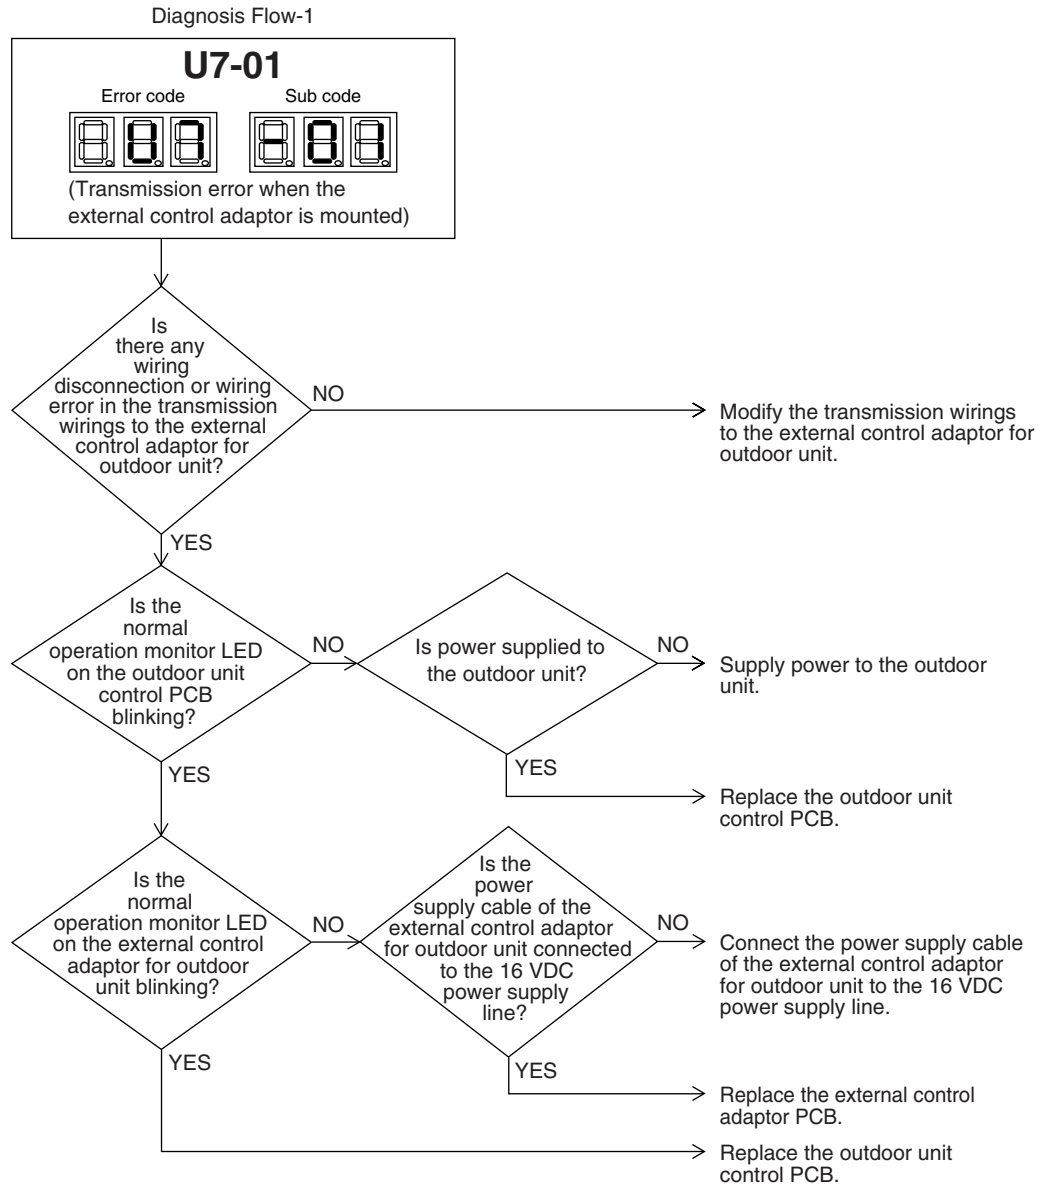 Diagnosis Flow-1
U7-01
Error code
Sub code
U7
-01
(Transmission error when the
external control adaptor is mounted)
Is
there any
wiring
disconnection or wiring
error in the transmission
wirings to the external
control adaptor for
outdoor unit?
NO
Modify the transmission wirings
to the external control adaptor for
outdoor unit.
YES
Is the
normal
operation monitor LED
on the outdoor unit
control PCB
blinking?
NO
Is power supplied to
the outdoor unit?
NO
Supply power to the outdoor
unit.
YES
YES
Replace the outdoor unit
control PCB.
Is the
normal
operation monitor LED
on the external control
adaptor for outdoor
unit blinking?
NO
Is the
power
supply cable of the
external control adaptor
for outdoor unit connected
to the 16 VDC
power supply
line?
NO
Connect the power supply cable
of the external control adaptor
for outdoor unit to the 16 VDC
power supply line.
YES
YES
Replace the external control
adaptor PCB.
Replace the outdoor unit
control PCB.